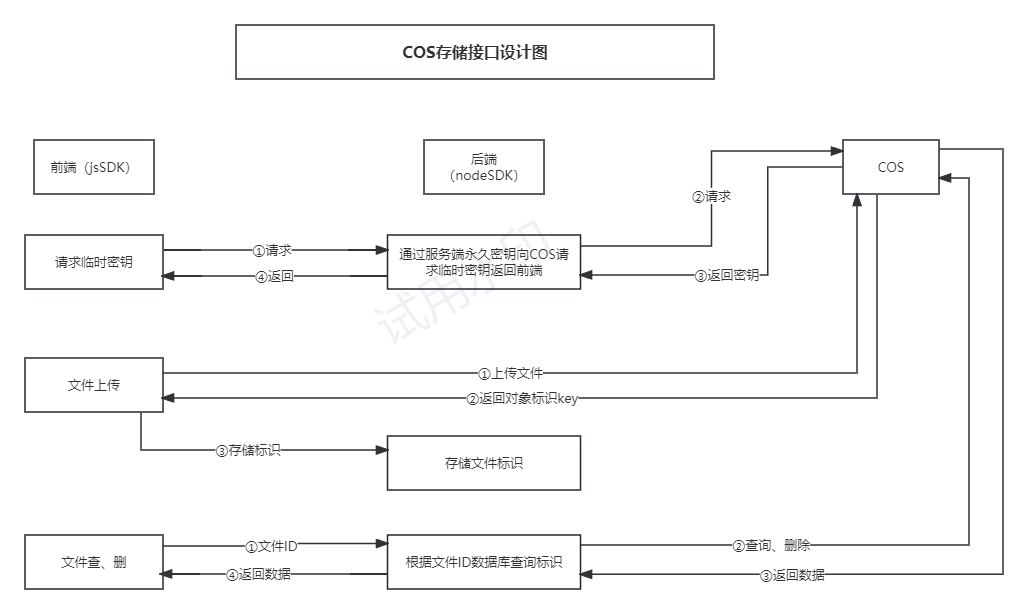 COS存储接口设计图
前端（jsSDK）
后端
（nodeSDK）
COS
②请求
请求临时密钥
①请求
④返回
通过服务端永久密钥向COS请
求临时密钥返回前端
③返回密钥
试用水印
文件上传
①上传文件
②返回对象标识key
③存储标识
存储文件标识
文件查、删
①文件ID
④返回数据
根据文件ID数据库查询标识
②查询、删除
③返回数据